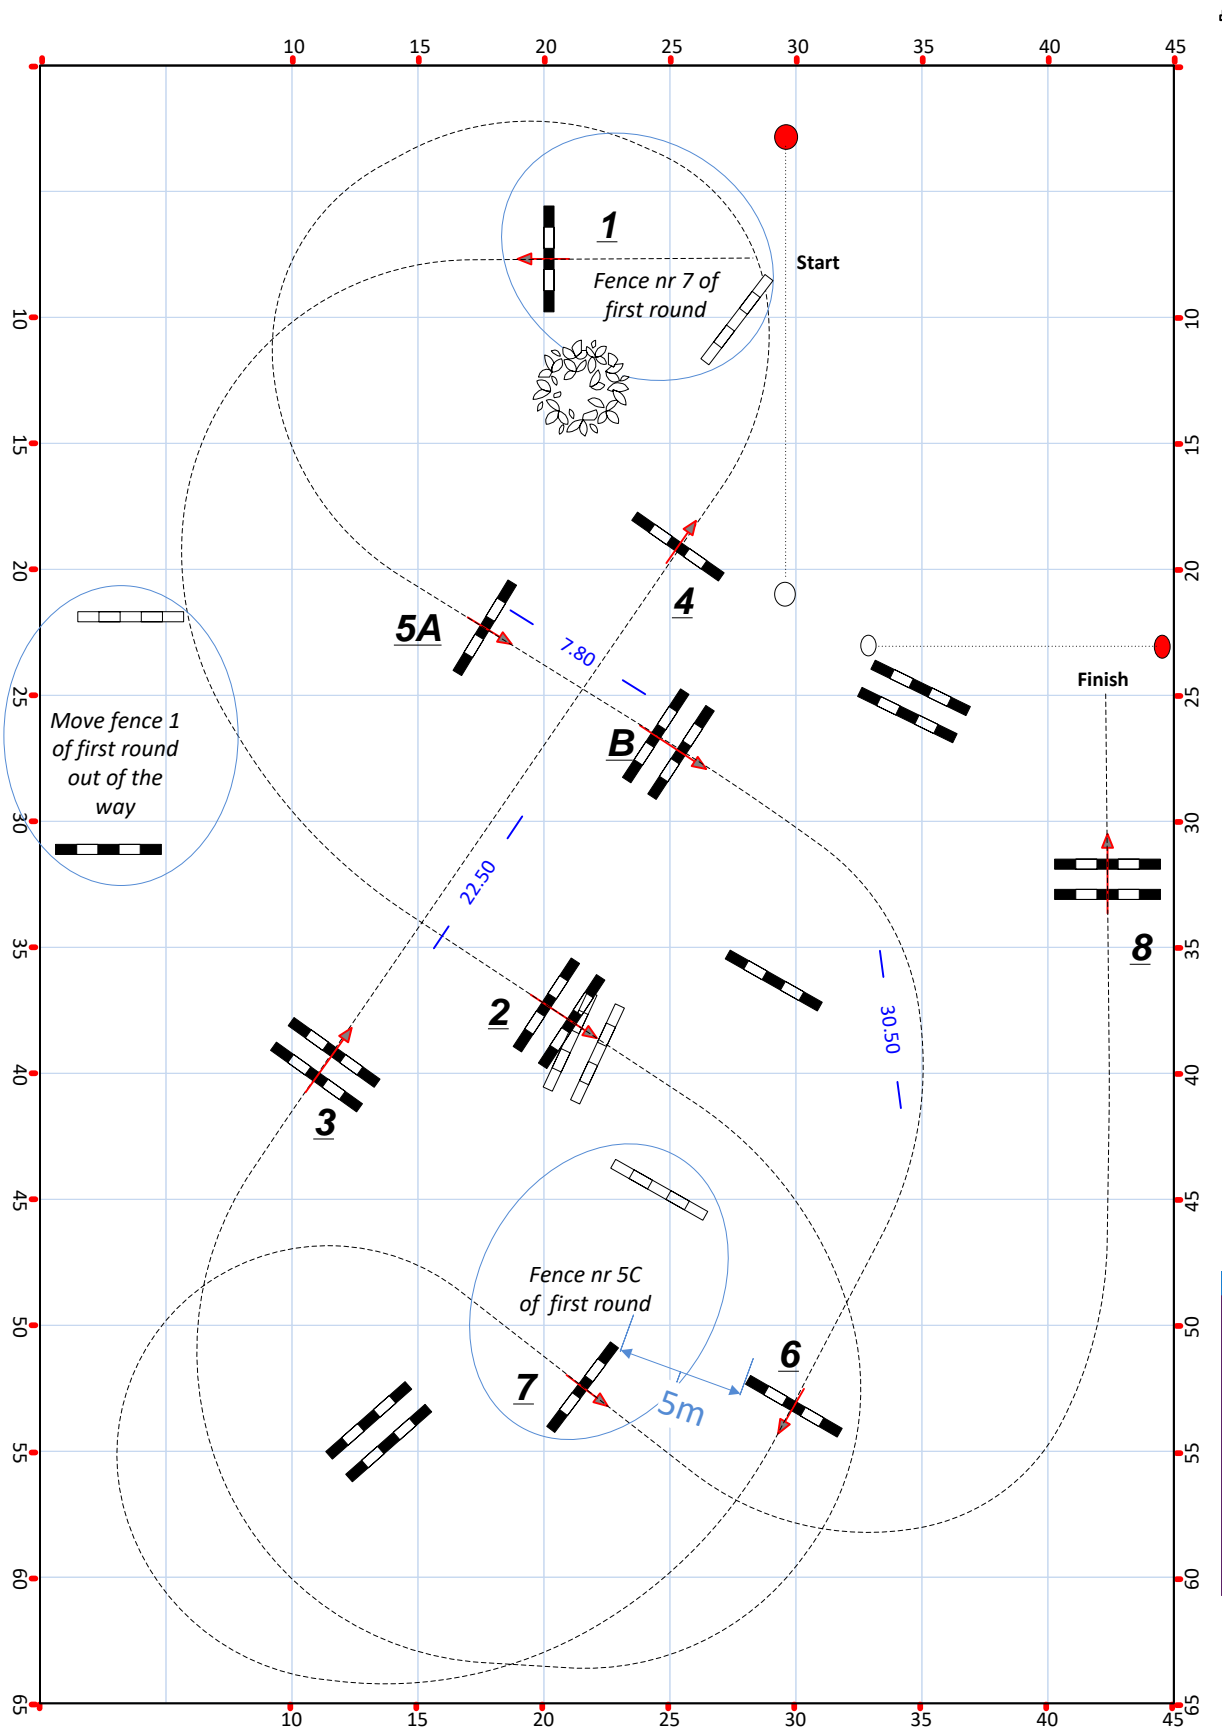 10 15 20 25 30 35 40 45
1
Start
Fence nr 7 of
first round
10 10
15 15
20 20
4
5A
7.80
25 25
Finish
Move fence 1
of first round
out of the
way
B
30 30
22.50
35 35
8
2
30.50
40 40
3
45 45
Fence nr 5C
of first round
50 50
6
7
5m
55 55
60 60
65 65
10 15 20 25 30 35 40 45